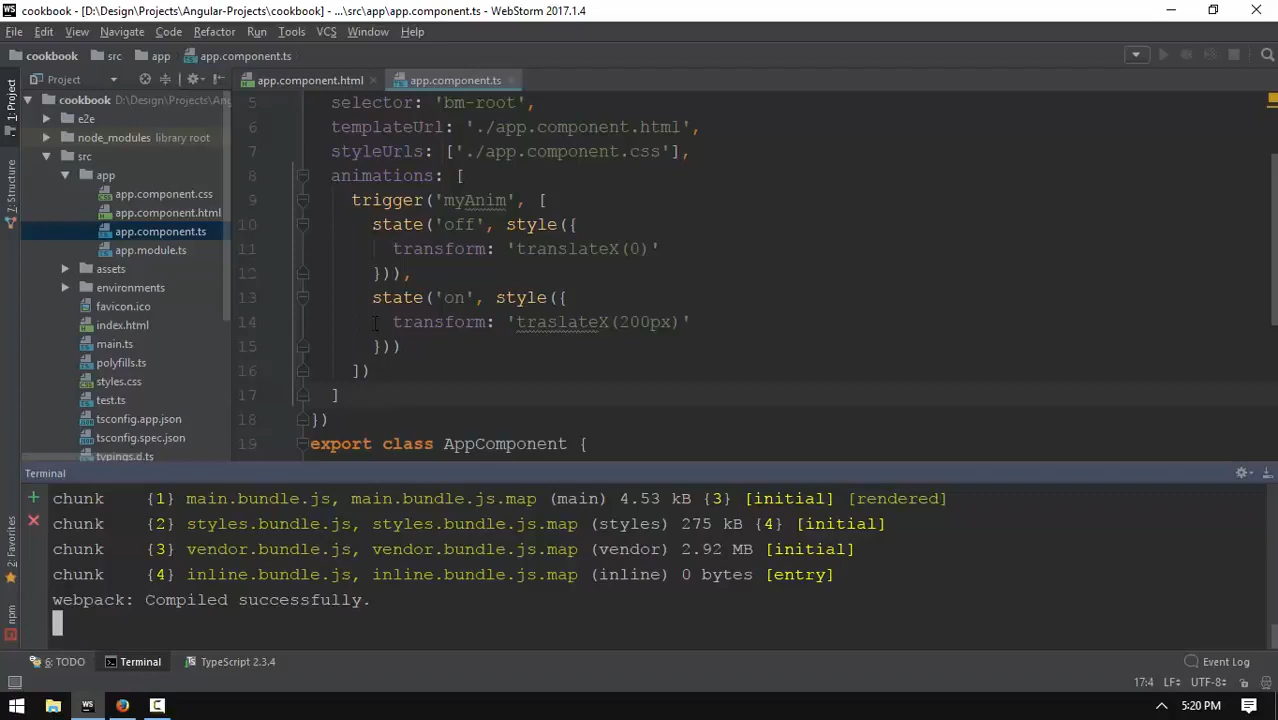 cookbook - [D:\Design\Projects\Angular-Projects\cookbook] - ...\src\app\app.component.ts - WebStorm 2017.1.4
File Edit View Navigate Code Refactor Run Tools VCS Window Help
cookbook src app app.component.ts
Project app.component.html app.component.ts
cookbook D:\Design\Projects\Ang
e2e
node_modules library root
src
app
app.component.css
app.component.html
app.component.ts
app.module.ts
assets
environments
favicon.ico
index.html
main.ts
polyfills.ts
styles.css
test.ts
tsconfig.app.json
tsconfig.spec.json
typings.d.ts
1: Project
7: Structure
2: Favorites
npm
5 selector: 'bm-root',
6 templateUrl: './app.component.html',
7 styleUrls: ['./app.component.css'],
8 animations: [
9 trigger('myAnim', [
10 state('off', style({
11 transform: 'translateX(0)'
12 })),
13 state('on', style({
14 transform: 'traslateX(200px)'
15 }))
16 ])
17 ]
18 })
19 export class AppComponent {
Terminal
chunk {1} main.bundle.js, main.bundle.js.map (main) 4.53 kB {3} [initial] [rendered]
chunk {2} styles.bundle.js, styles.bundle.js.map (styles) 275 kB {4} [initial]
chunk {3} vendor.bundle.js, vendor.bundle.js.map (vendor) 2.92 MB [initial]
chunk {4} inline.bundle.js, inline.bundle.js.map (inline) 0 bytes [entry]
webpack: Compiled successfully.
6: TODO Terminal TypeScript 2.3.4 Event Log
17:4 LF UTF-8
WS 5:20 PM